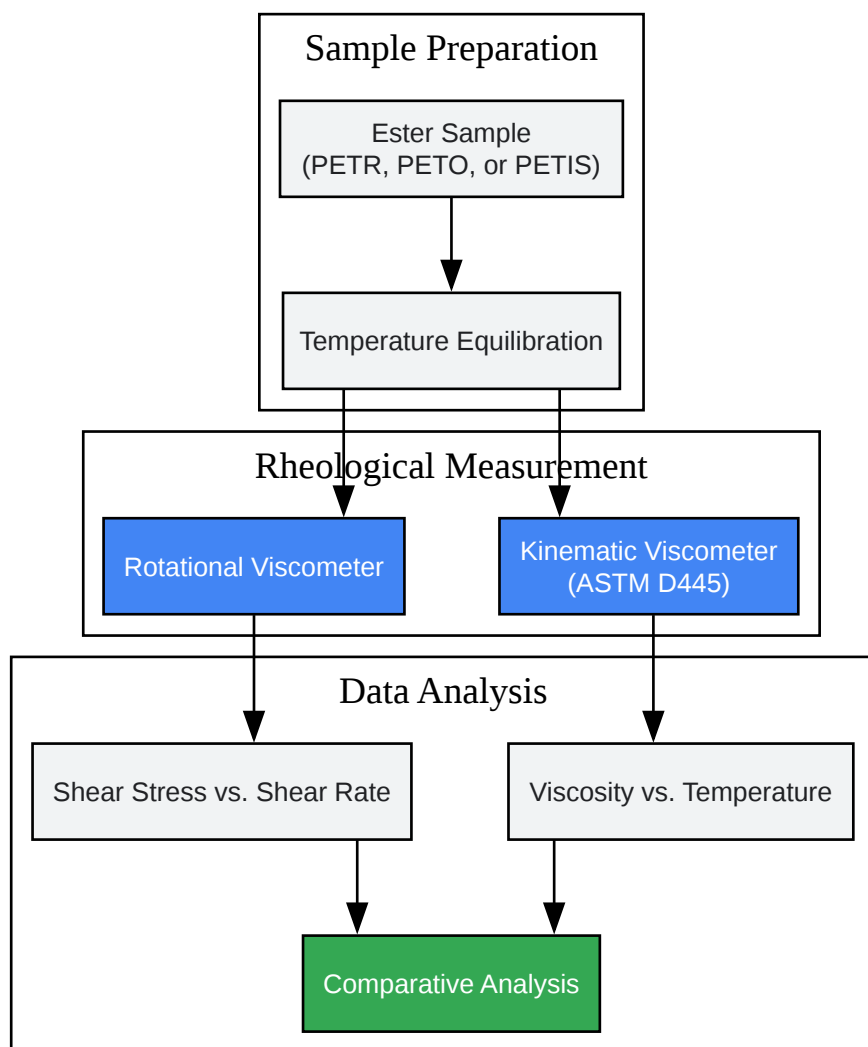 Sample Preparation
Ester Sample
(PETR, PETO, or PETIS)
Temperature Equilibration
Rheological Measurement
Rotational Viscometer
Kinematic Viscometer
(ASTM D445)
Data Analysis
Shear Stress vs. Shear Rate
Viscosity vs. Temperature
Comparative Analysis